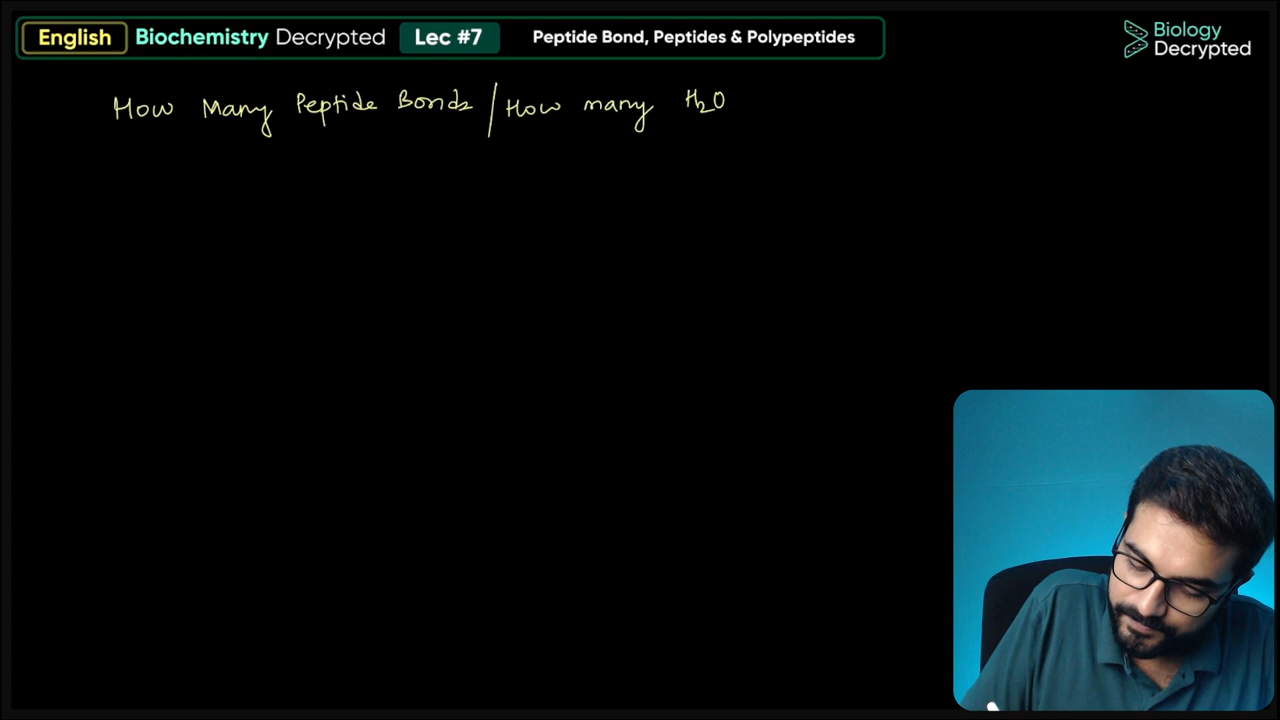 English Biochemistry Decrypted Lec #7 Peptide Bond, Peptides & Polypeptides
Biology
Decrypted
How Many Peptide Bonds / How many H₂O